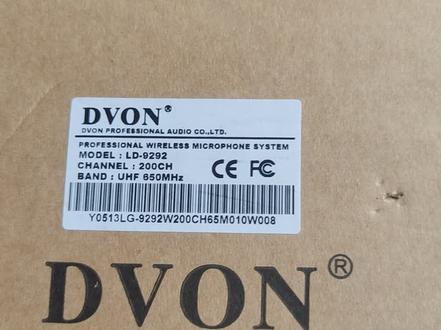 DVON®
DVON PROFESSIONAL AUDIO CO.,LTD.
PROFESSIONAL WIRELESS MICROPHONE SYSTEM
MODEL : LD-9292
CHANNEL : 200CH
BAND : UHF 650MHz
CE FC
Y0513LG-9292W200CH65M010W008
DVON®